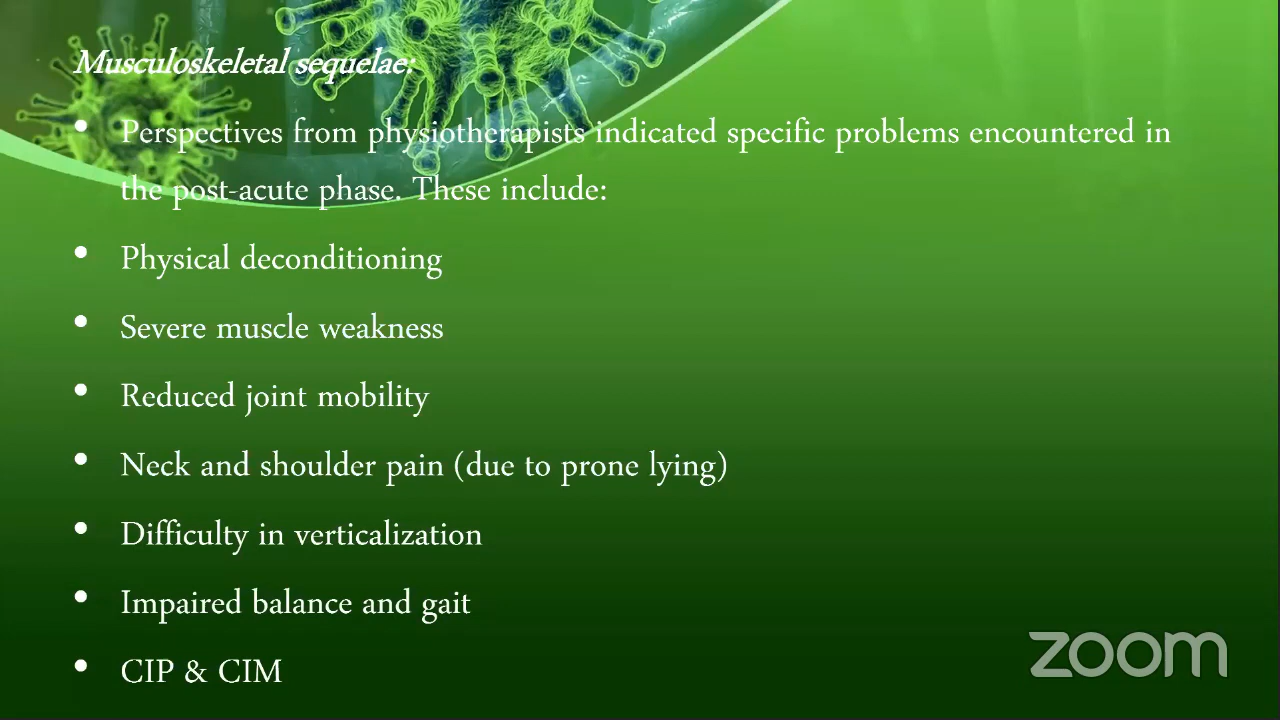 Musculoskeletal sequelae:
• Perspectives from physiotherapists indicated specific problems encountered in
the post-acute phase. These include:
• Physical deconditioning
• Severe muscle weakness
• Reduced joint mobility
• Neck and shoulder pain (due to prone lying)
• Difficulty in verticalization
• Impaired balance and gait
• CIP & CIM
zoom